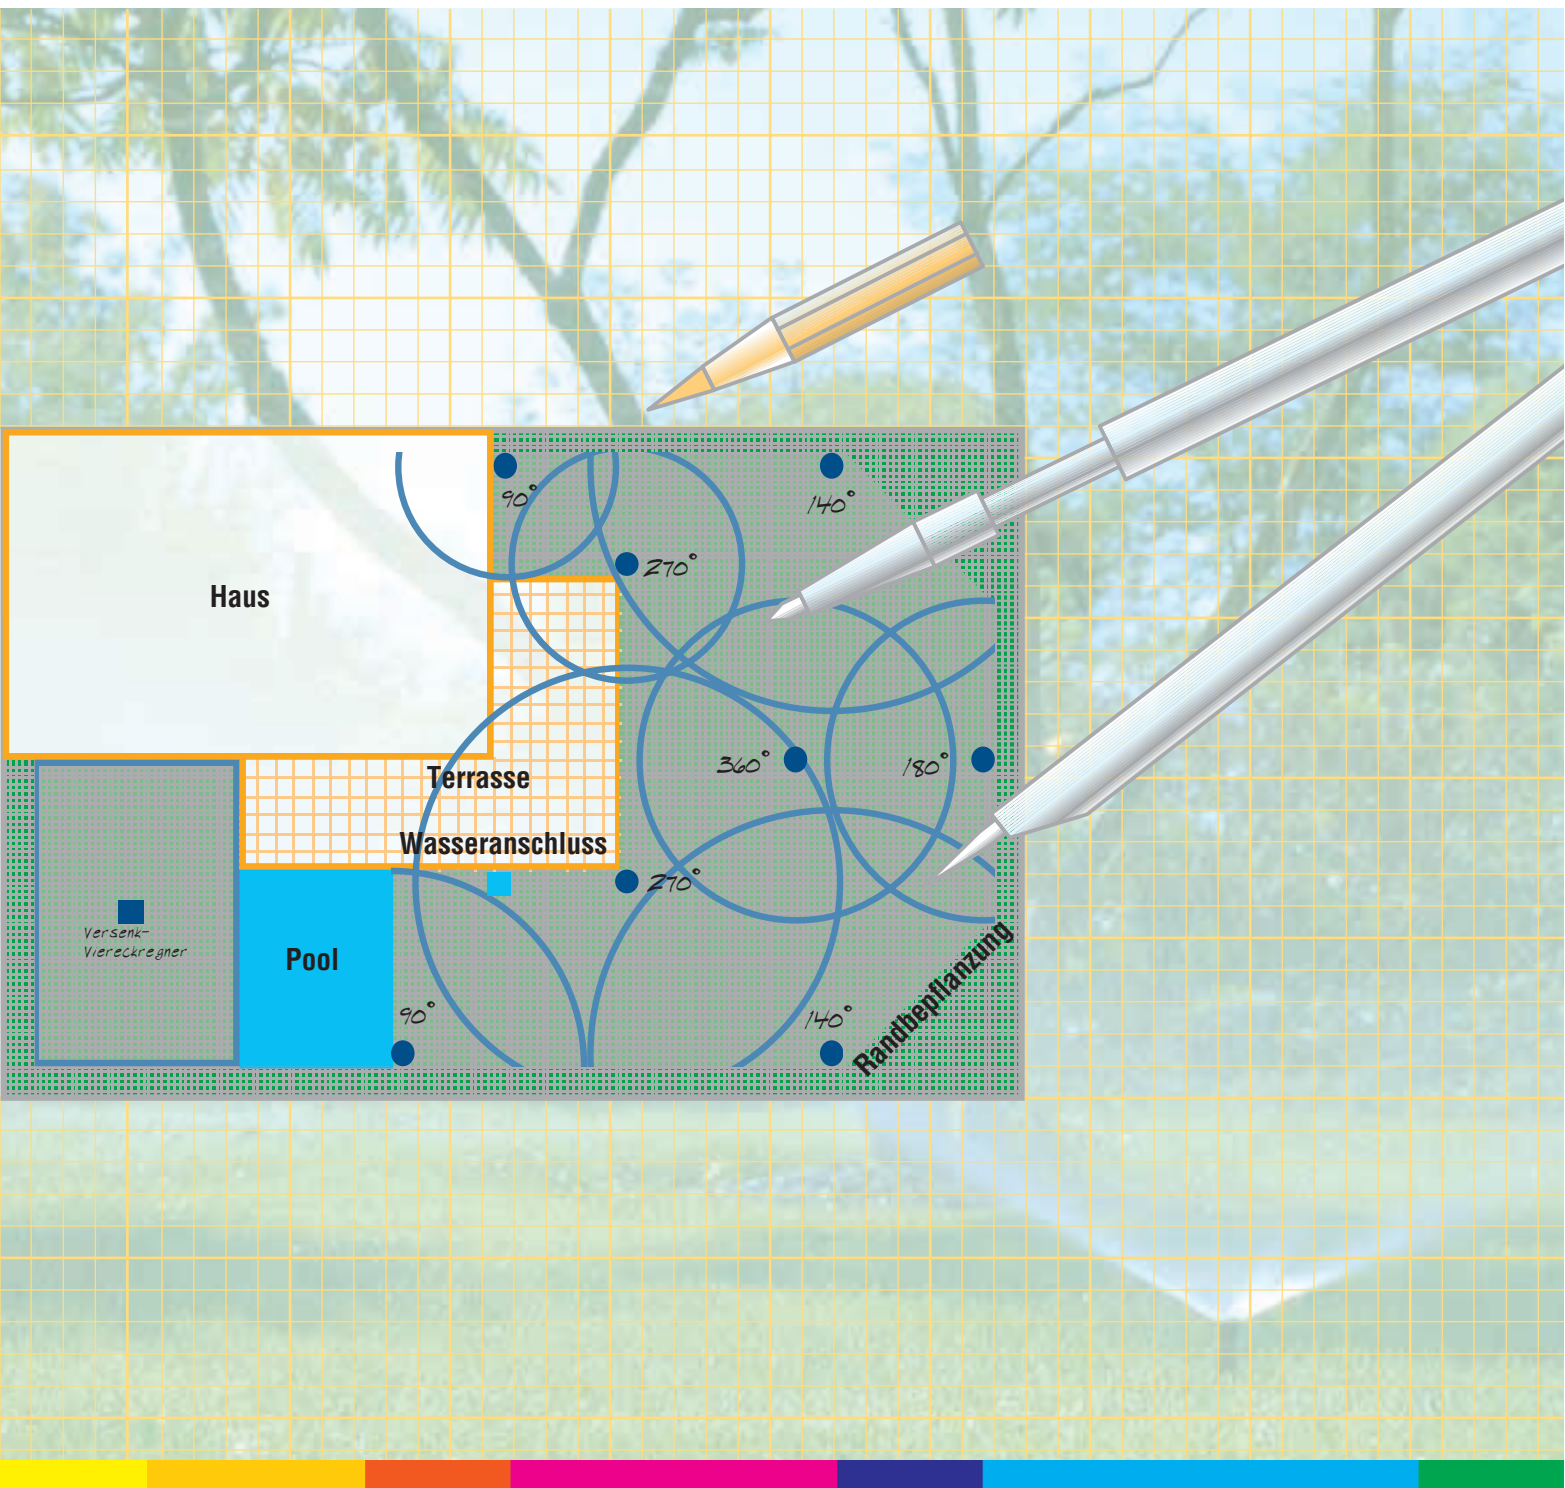 90°
140°
270°
Haus
360°
180°
Terrasse
Wasseranschluss
270°
Versenk-
Viereckregner
Pool
90°
140°
Randbepflanzung